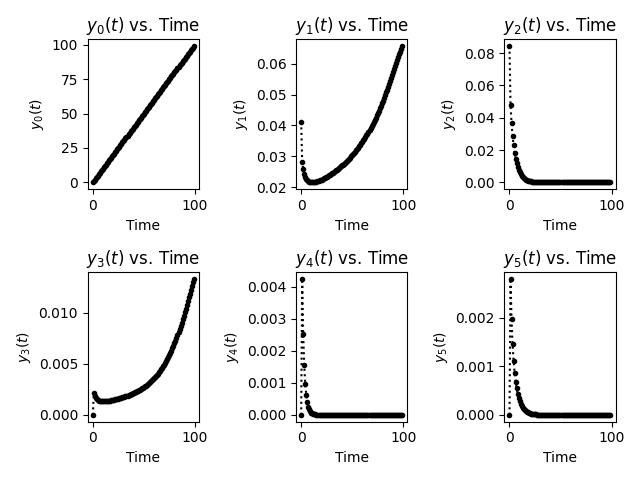 y₀(t) vs. Time
y₁(t) vs. Time
y₂(t) vs. Time
100
75
50
25
0
y₀(t)
0
100
Time
0.06
0.05
0.04
0.03
0.02
y₁(t)
0
100
Time
0.08
0.06
0.04
0.02
0.00
y₂(t)
0
100
Time
y₃(t) vs. Time
y₄(t) vs. Time
y₅(t) vs. Time
0.010
0.005
0.000
y₃(t)
0
100
Time
0.004
0.003
0.002
0.001
0.000
y₄(t)
0
100
Time
0.002
0.001
0.000
y₅(t)
0
100
Time